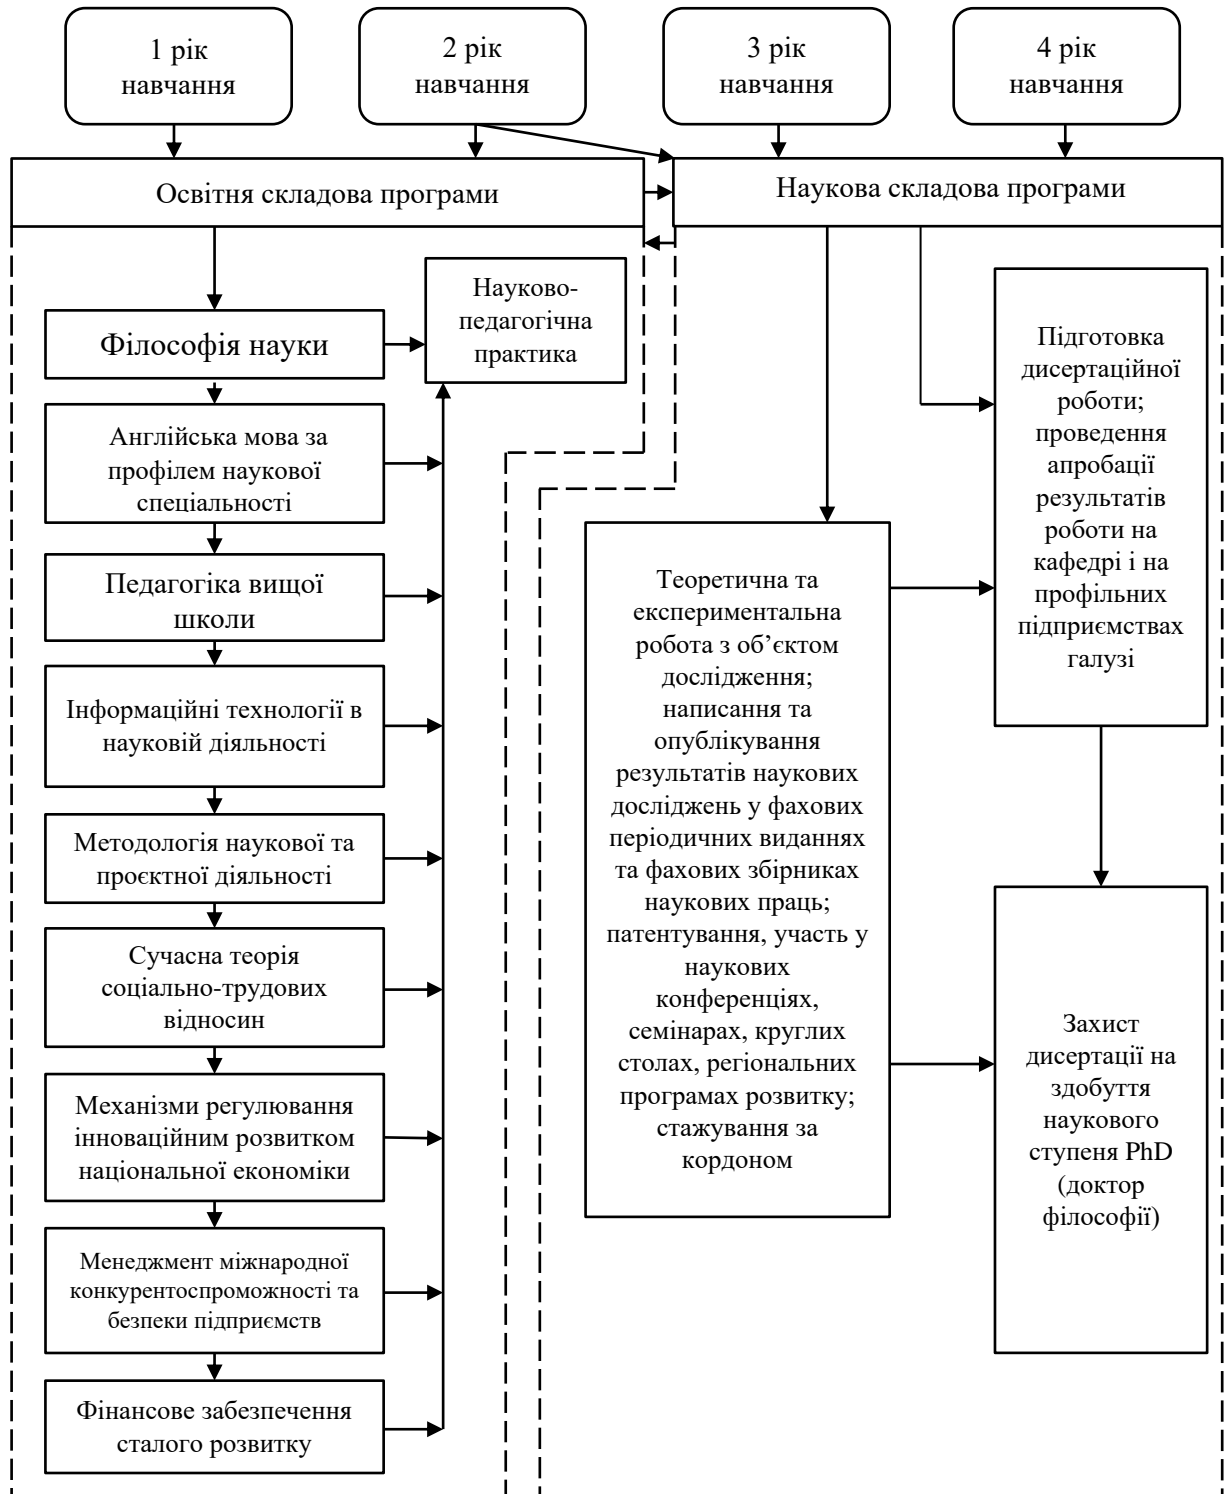 1 рік
навчання
2 рік
навчання
3 рік
навчання
4 рік
навчання
Освітня складова програми
Наукова складова програми
Філософія науки
Науково-
педагогічна
практика
Англійська мова за
профілем наукової
спеціальності
Педагогіка вищої
школи
Інформаційні технології в
науковій діяльності
Методологія наукової та
проєктної діяльності
Сучасна теорія
соціально-трудових
відносин
Механізми регулювання
інноваційним розвитком
національної економіки
Менеджмент міжнародної
конкурентоспроможності та
безпеки підприємств
Фінансове забезпечення
сталого розвитку
Теоретична та
експериментальна
робота з об’єктом
дослідження;
написання та
опублікування
результатів наукових
досліджень у фахових
періодичних виданнях
та фахових збірниках
наукових праць;
патентування, участь у
наукових
конференціях,
семінарах, круглих
столах, регіональних
програмах розвитку;
стажування за
кордоном
Підготовка
дисертаційної
роботи;
проведення
апробації
результатів
роботи на
кафедрі і на
профільних
підприємствах
галузі
Захист
дисертації на
здобуття
наукового
ступеня PhD
(доктор
філософії)